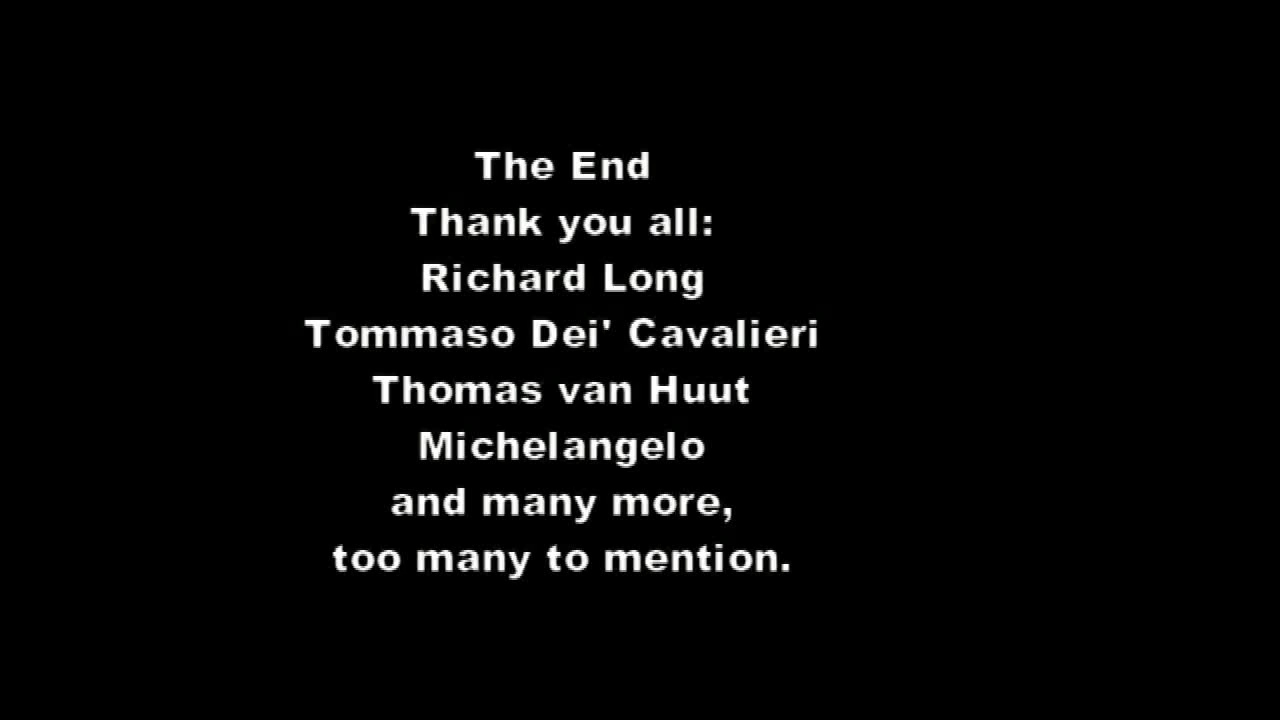 The End
Thank you all:
Richard Long
Tommaso Dei' Cavalieri
Thomas van Huut
Michelangelo
and many more,
too many to mention.